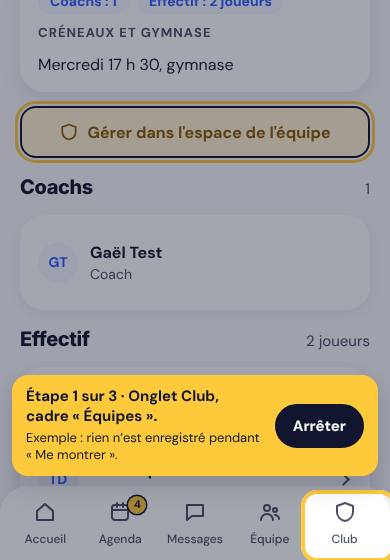 Coachs : 1
Effectif : 2 joueurs
CRÉNEAUX ET GYMNASE
Mercredi 17 h 30, gymnase
Gérer dans l'espace de l'équipe
Coachs
1
GT
Gaël Test
Coach
Effectif
2 joueurs
Étape 1 sur 3 · Onglet Club,
cadre « Équipes ».
Exemple : rien n’est enregistré pendant
« Me montrer ».
Arrêter
TD
4
Accueil
Agenda
Messages
Équipe
Club